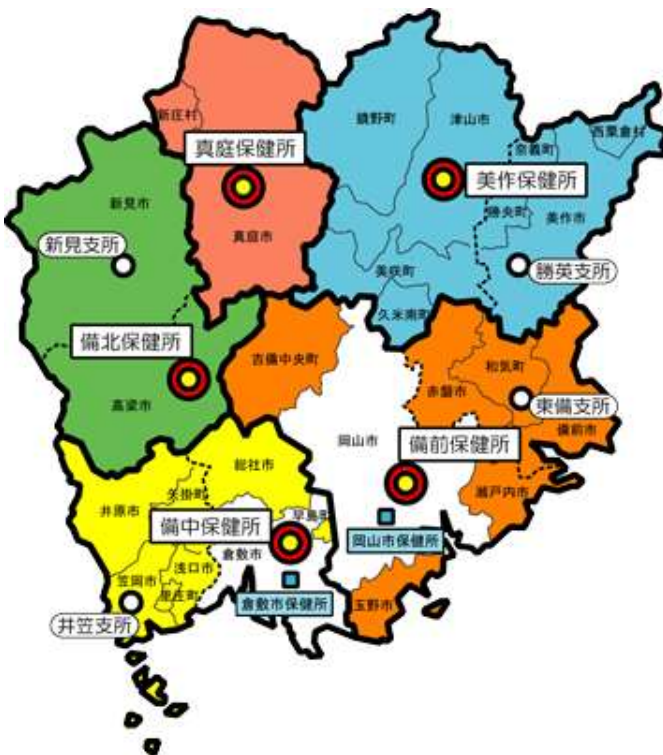 新庄村
鏡野町
津山市
西粟倉村
奈義町
真庭保健所
美作保健所
新見市
勝央町
美作市
真庭市
新見支所
美咲町
勝英支所
久米南町
備北保健所
吉備中央町
和気町
赤磐市
高梁市
東備支所
備前市
岡山市
備前保健所
総社市
矢掛町
瀬戸内市
井原市
早島町
備中保健所
岡山市保健所
倉敷市
浅口市
笠岡市
里庄町
倉敷市保健所
玉野市
井笠支所